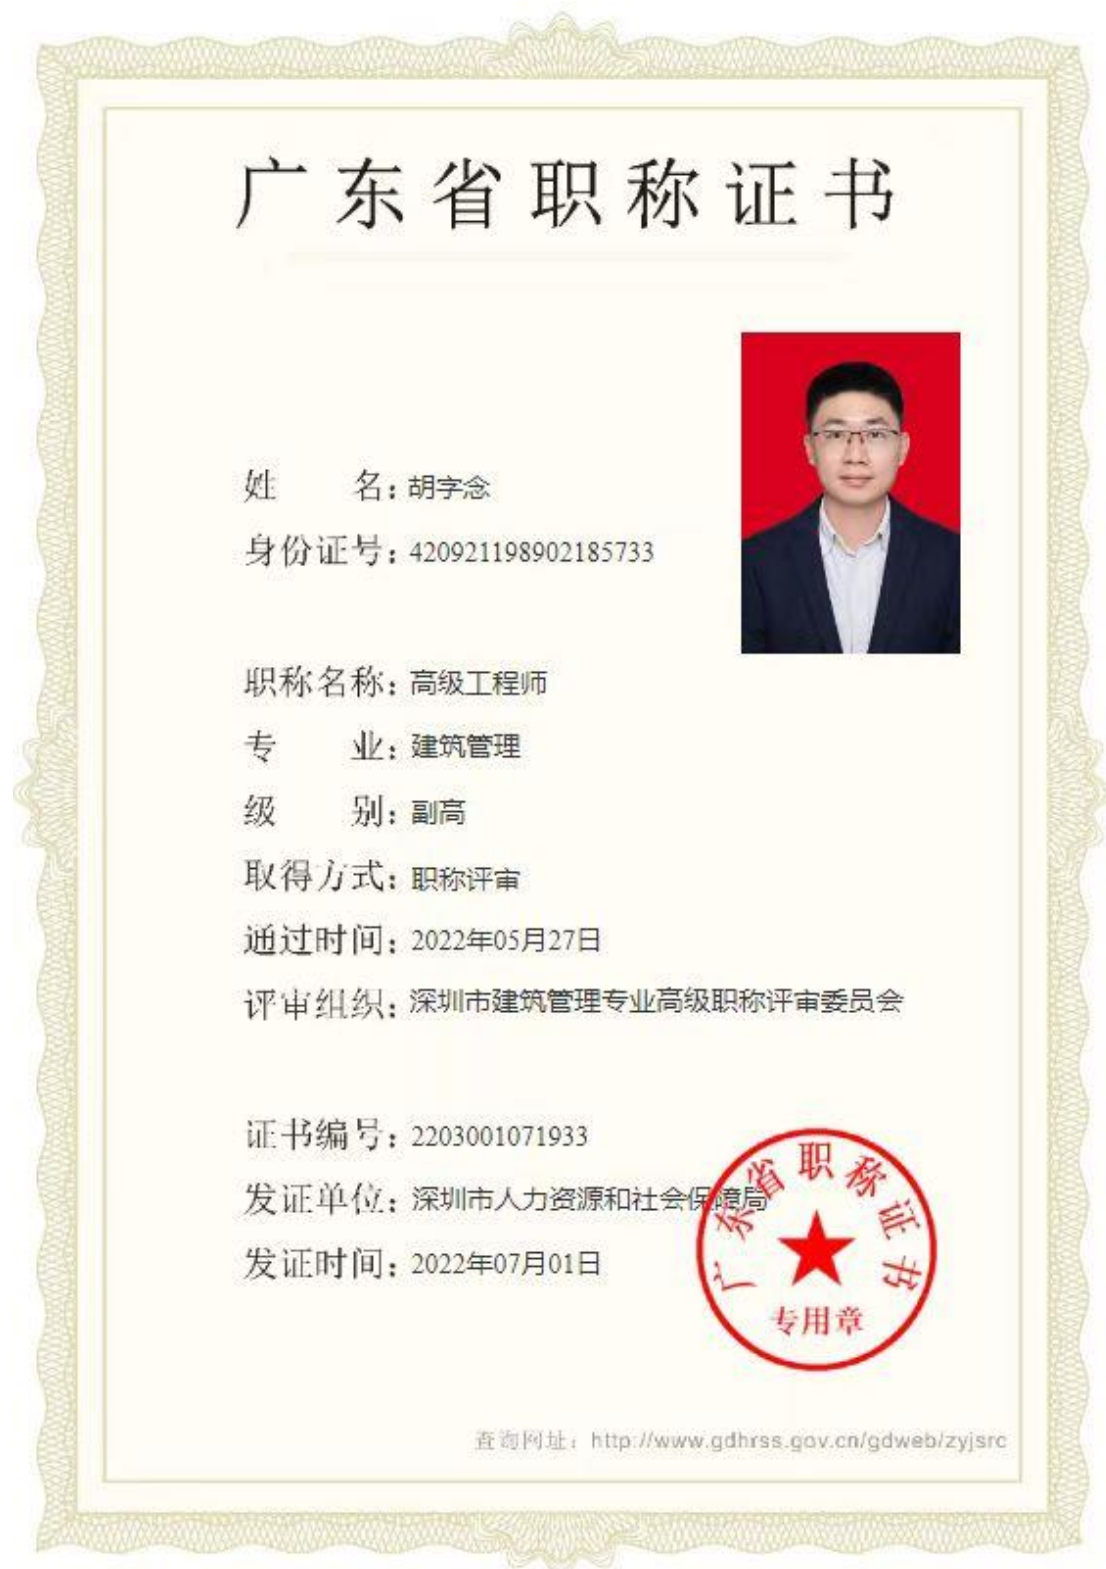 广东省职称证书
姓 名：胡字念
身份证号：420921198902185733
职称名称：高级工程师
专 业：建筑管理
级 别：副高
取得方式：职称评审
通过时间：2022年05月27日
评审组织：深圳市建筑管理专业高级职称评审委员会
证书编号：2203001071933
发证单位：深圳市人力资源和社会保障局
发证时间：2022年07月01日
广东省职称证书
专用章
查询网址：http://www.gdhrss.gov.cn/gdweb/zyjsrc